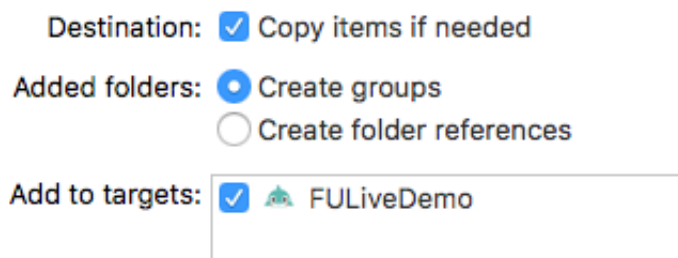 Destination: Copy items if needed
Added folders: Create groups
Create folder references
Add to targets: FULiveDemo